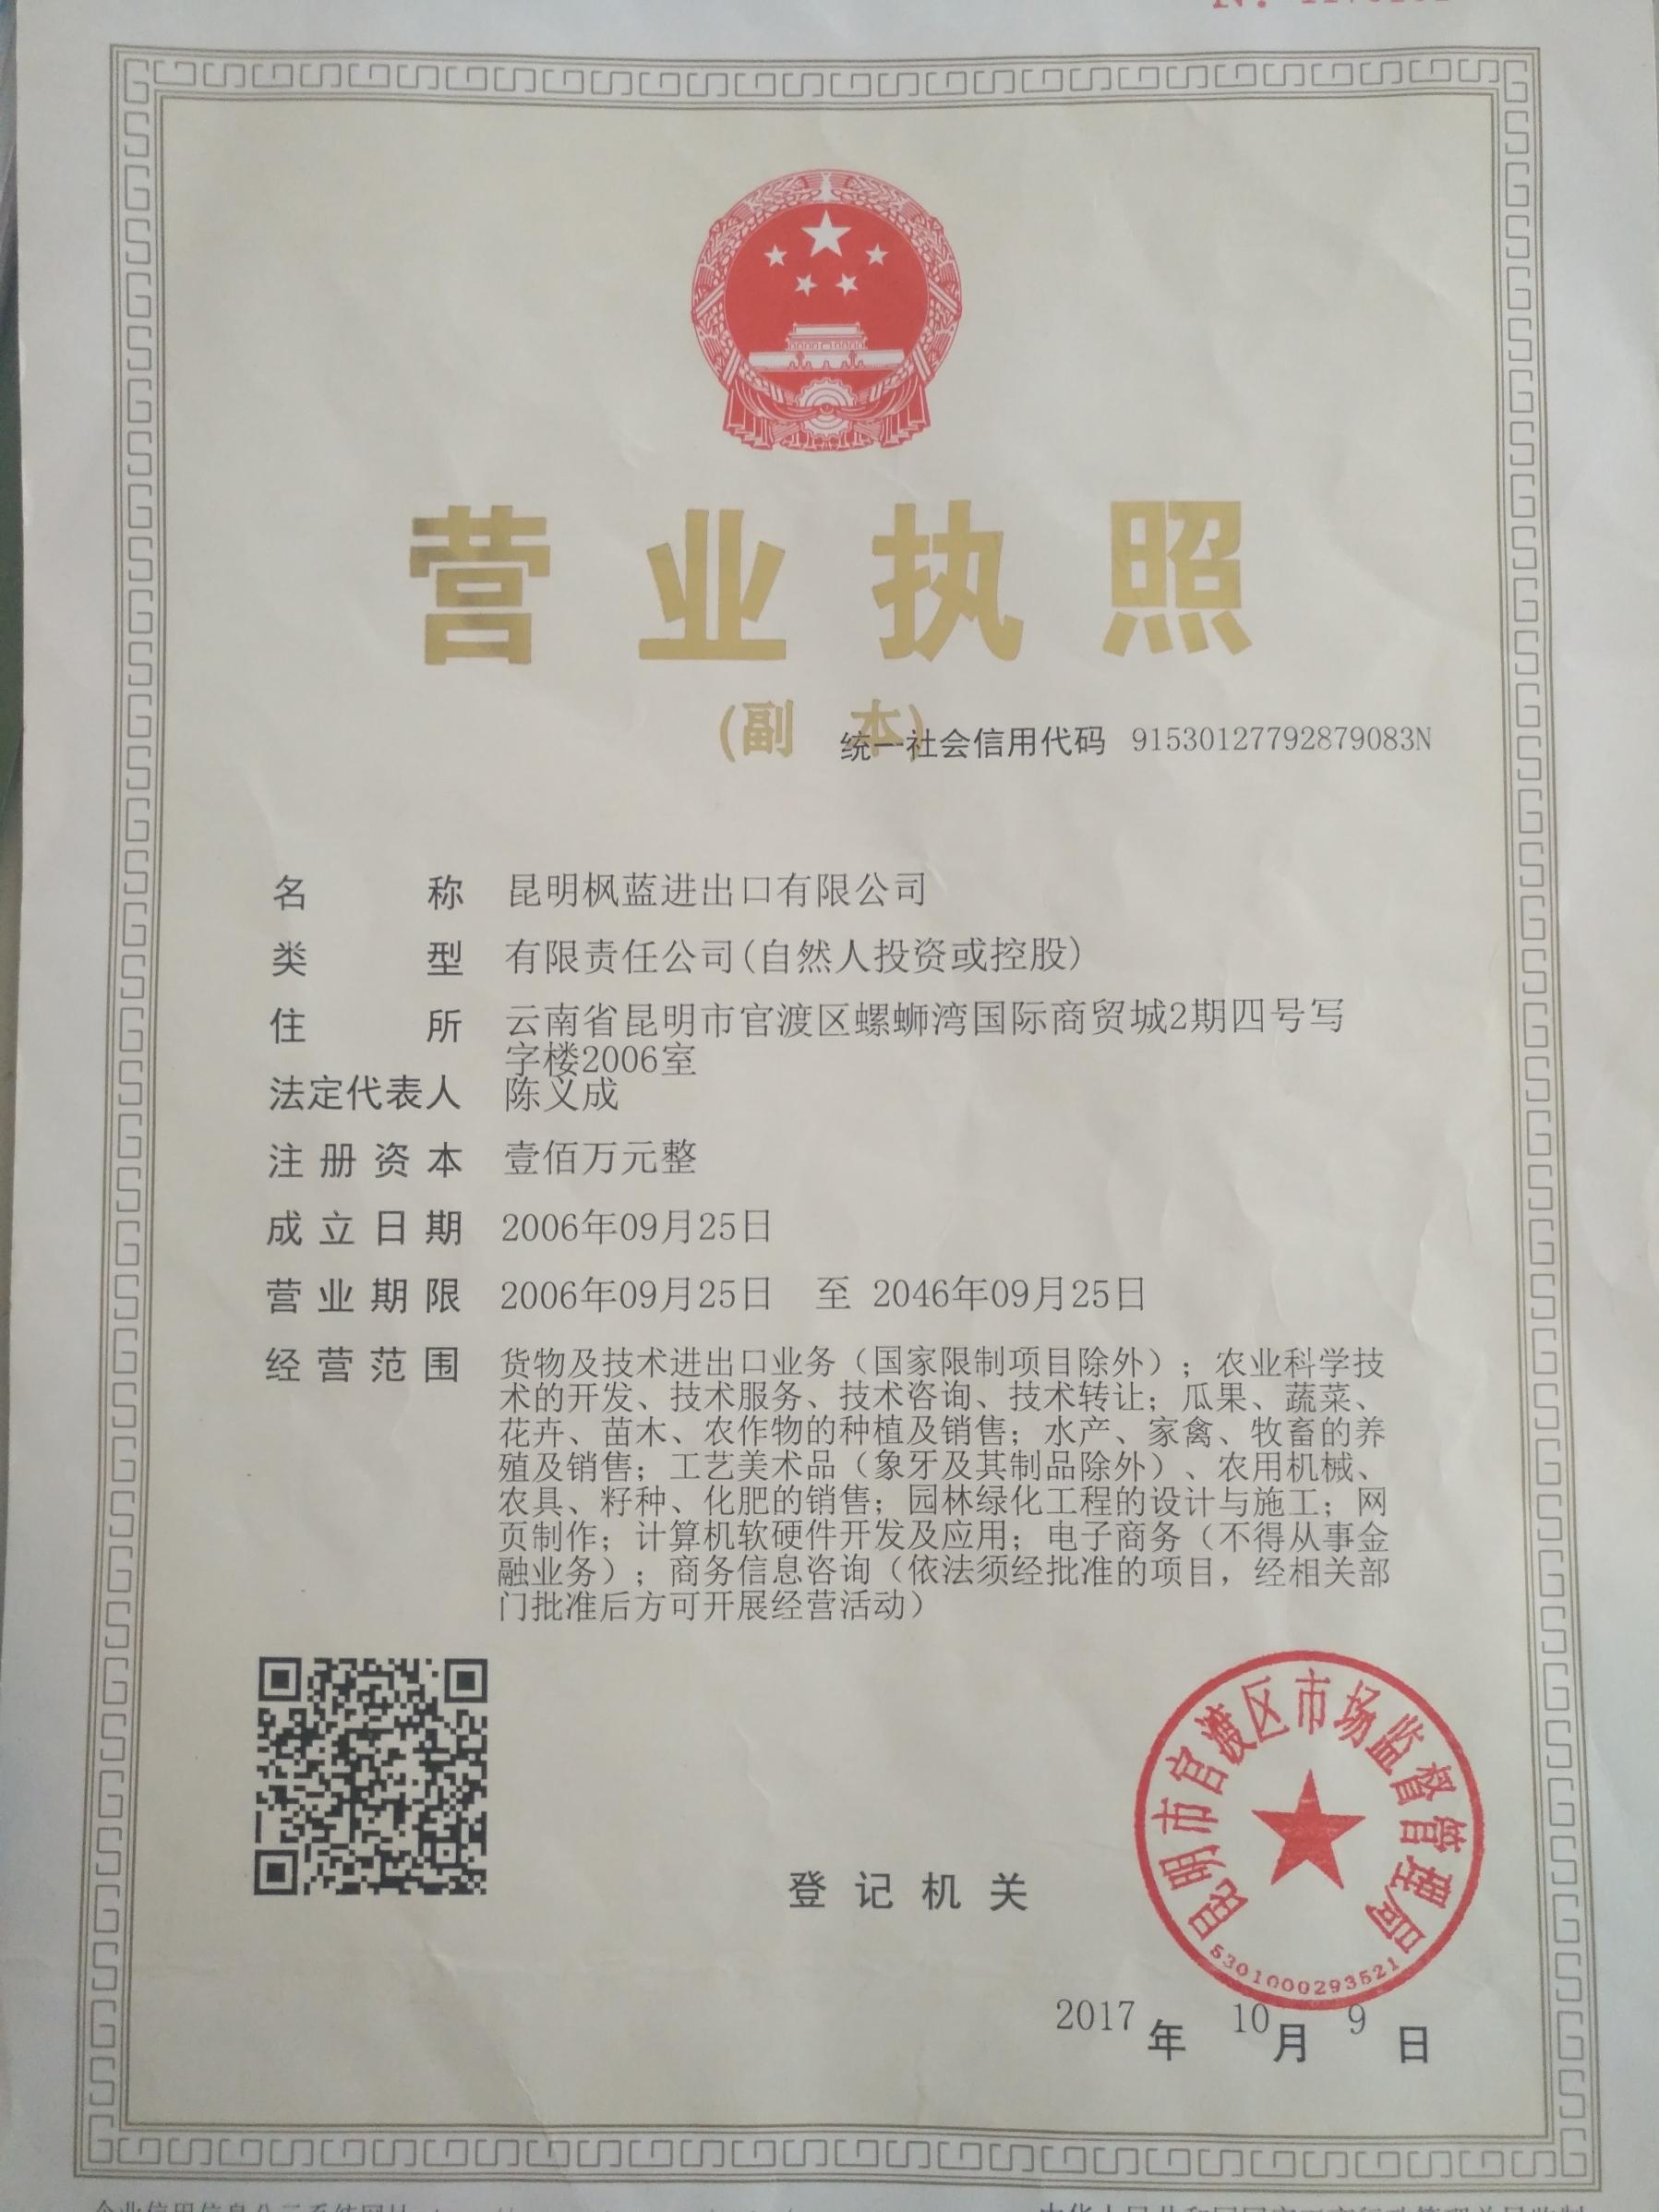 营业执照
(副 本)
统一社会信用代码 91530127792879083N
名 称 昆明枫蓝进出口有限公司
类 型 有限责任公司(自然人投资或控股)
住 所 云南省昆明市官渡区螺蛳湾国际商贸城2期四号写
字楼2006室
法定代表人 陈义成
注册资本 壹佰万元整
成立日期 2006年09月25日
营业期限 2006年09月25日 至 2046年09月25日
经营范围 货物及技术进出口业务（国家限制项目除外）；农业科学技
术的开发、技术服务、技术咨询、技术转让；瓜果、蔬菜、
花卉、苗木、农作物的种植及销售；水产、家禽、牧畜的养
殖及销售；工艺美术品（象牙及其制品除外）、农用机械、
农具、籽种、化肥的销售；园林绿化工程的设计与施工；网
页制作；计算机软硬件开发及应用；电子商务（不得从事金
融业务）；商务信息咨询（依法须经批准的项目，经相关部
门批准后方可开展经营活动）
昆明市官渡区市场监督管理局
5301000293521
登记机关
2017年 10月 9日